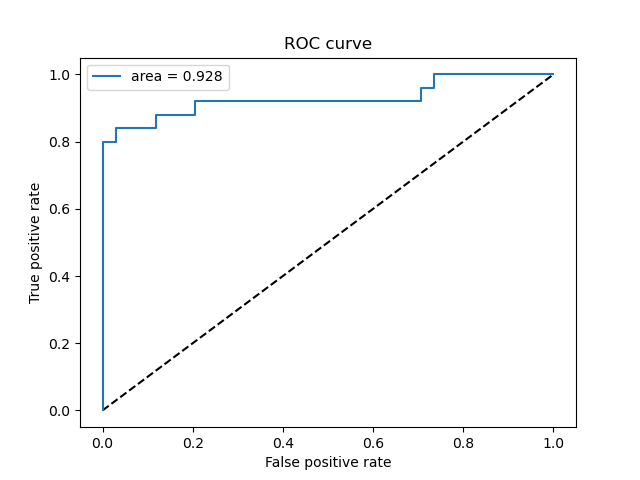 ROC curve
area = 0.928
1.0
0.8
0.6
0.4
0.2
0.0
True positive rate
0.0 0.2 0.4 0.6 0.8 1.0
False positive rate